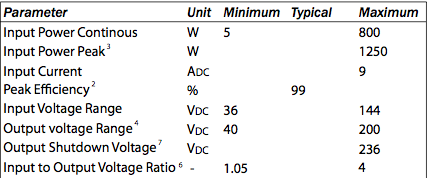 Parameter Unit Minimum Typical Maximum
Input Power Continous W 5 800
Input Power Peak ³ W 1250
Input Current ADC 9
Peak Efficiency ² % 99
Input Voltage Range VDC 36 144
Output voltage Range ⁴ VDC 40 200
Output Shutdown Voltage ⁷ VDC 236
Input to Output Voltage Ratio ⁶ - 1.05 4